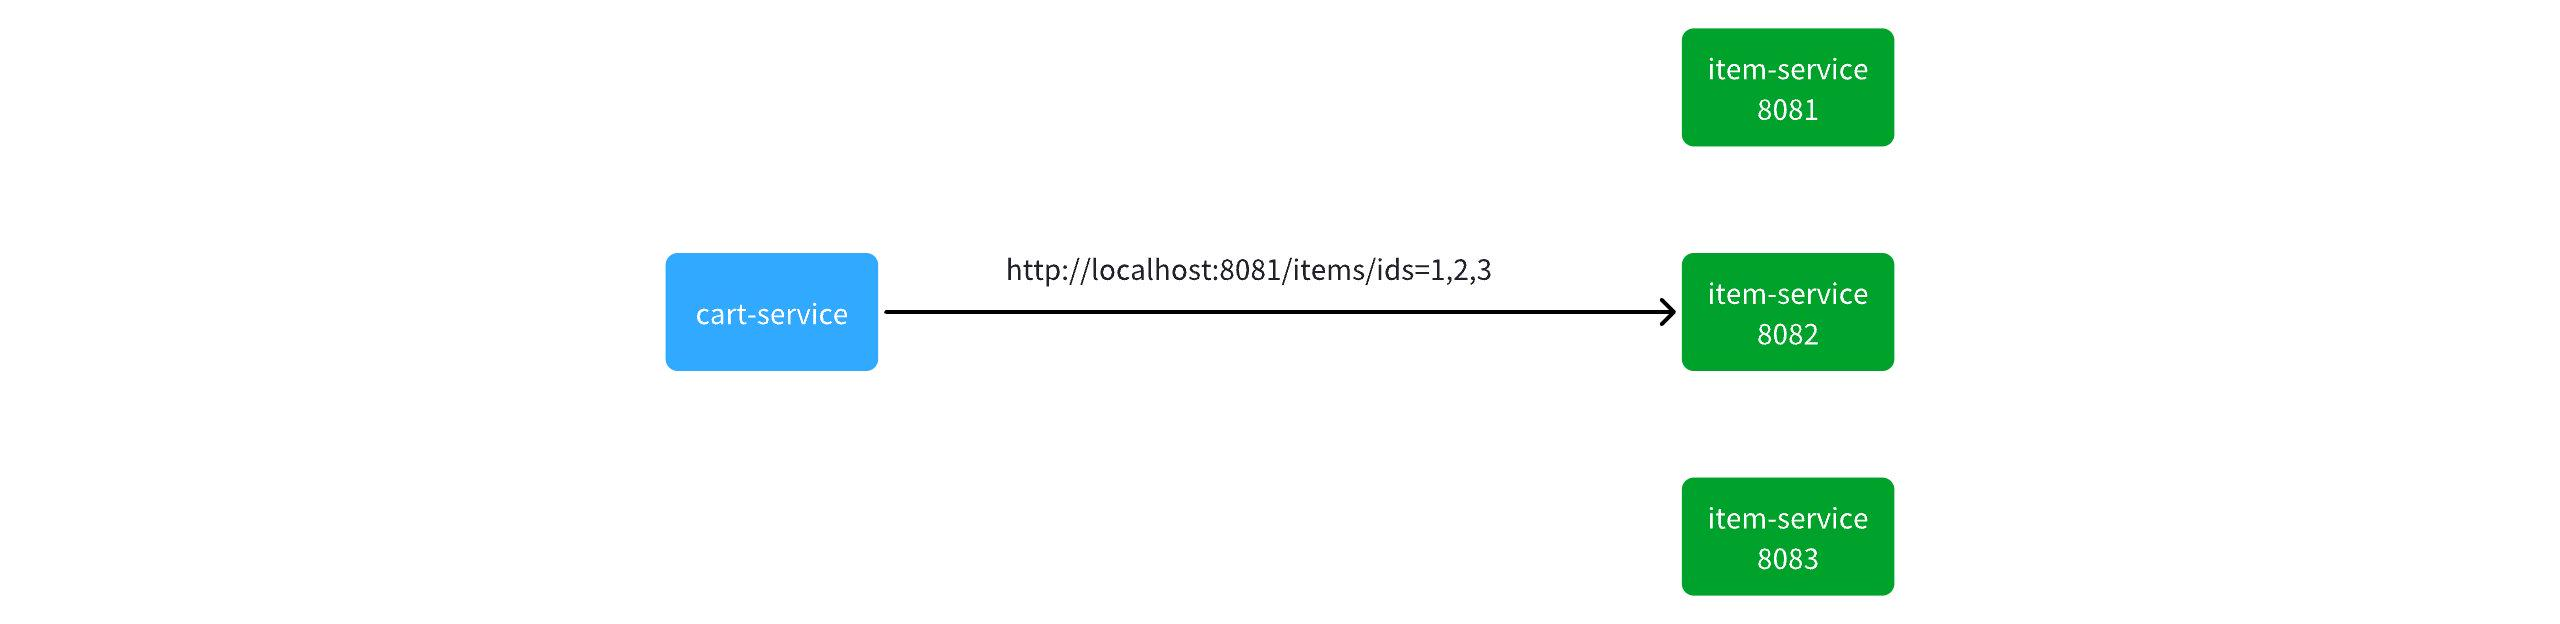 item-service
8081
http://localhost:8081/items/ids=1,2,3
cart-service
item-service
8082
item-service
8083